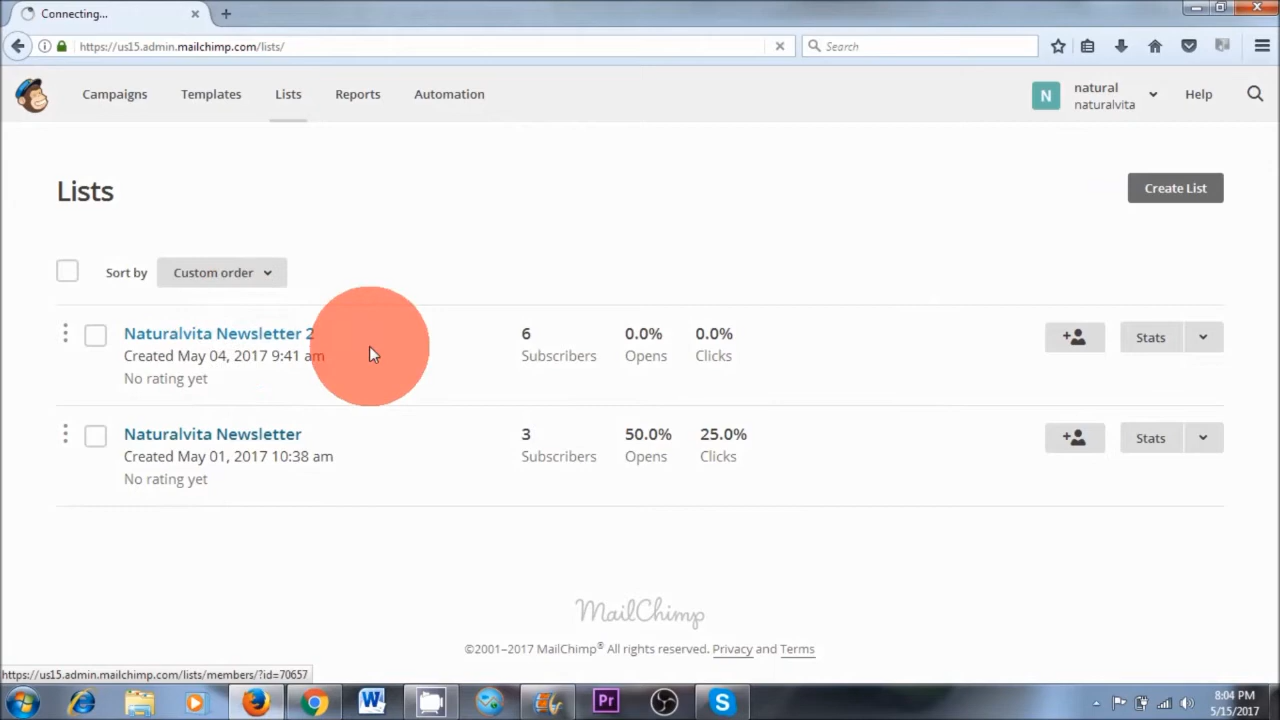 Connecting...
https://us15.admin.mailchimp.com/lists/
Search
Campaigns
Templates
Lists
Reports
Automation
N
natural
naturalvita
Help
Lists
Create List
Sort by
Custom order
Naturalvita Newsletter 2
Created May 04, 2017 9:41 am
No rating yet
6
Subscribers
0.0%
Opens
0.0%
Clicks
Stats
Naturalvita Newsletter
Created May 01, 2017 10:38 am
No rating yet
3
Subscribers
50.0%
Opens
25.0%
Clicks
Stats
MailChimp
©2001–2017 MailChimp® All rights reserved. Privacy and Terms
https://us15.admin.mailchimp.com/lists/members/?id=70657
W
Pr
S
8:04 PM
5/15/2017